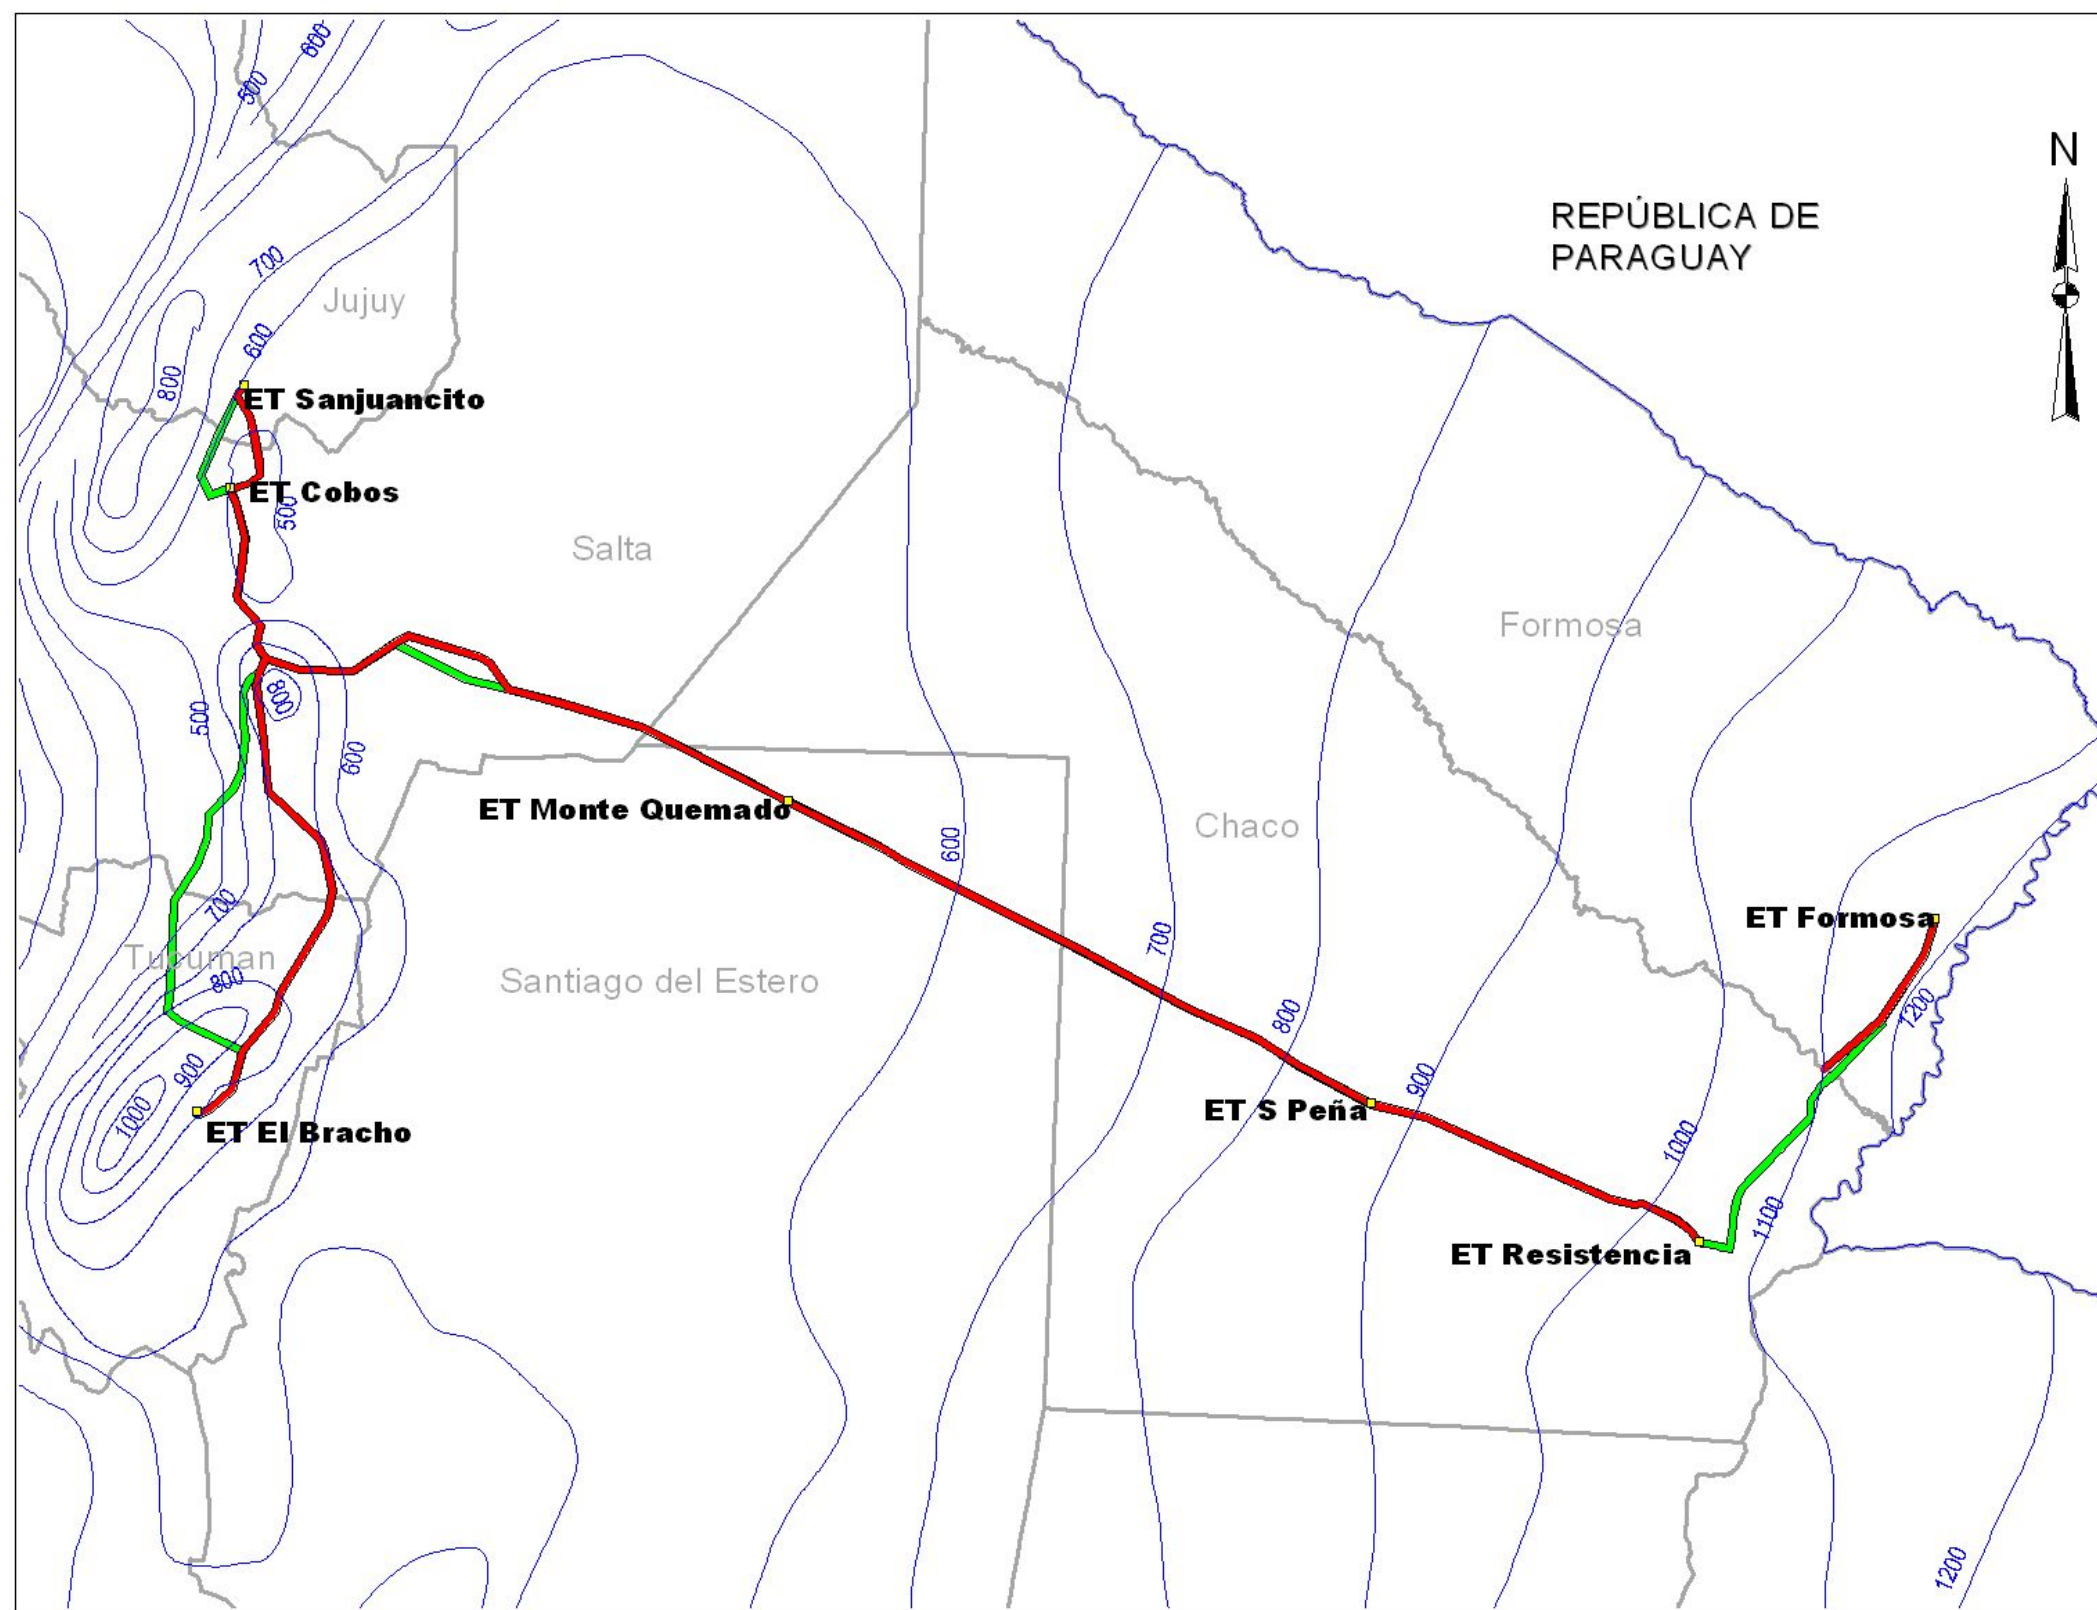 600
500
N
REPÚBLICA DE
PARAGUAY
700
Jujuy
600
800
ET Sanjuancito
ET Cobos
500
Salta
Formosa
800
500
600
ET Monte Quemado
Chaco
600
700
ET Formosa
700
Tucuman
800
Santiago del Estero
1200
800
900
900
1000
ET S Peña
ET El Bracho
1000
1100
ET Resistencia
1200